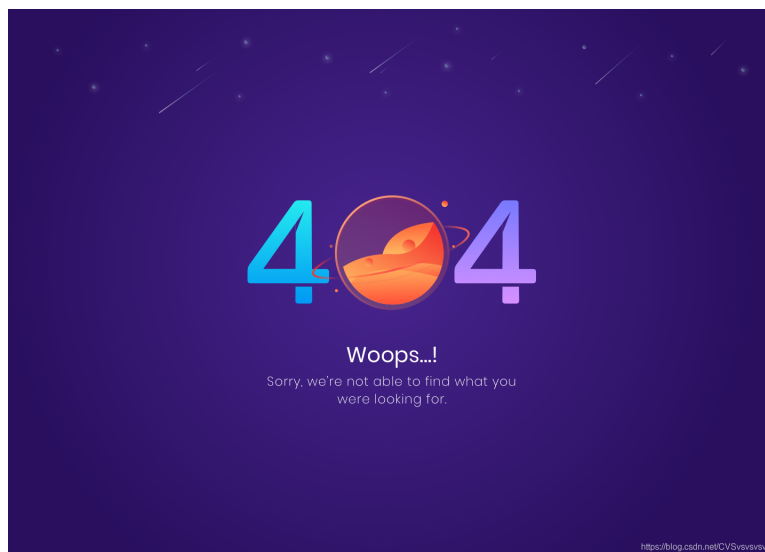 404
Woops...!
Sorry, we're not able to find what you
were looking for.
https://blog.csdn.net/CVSvsvsvsv